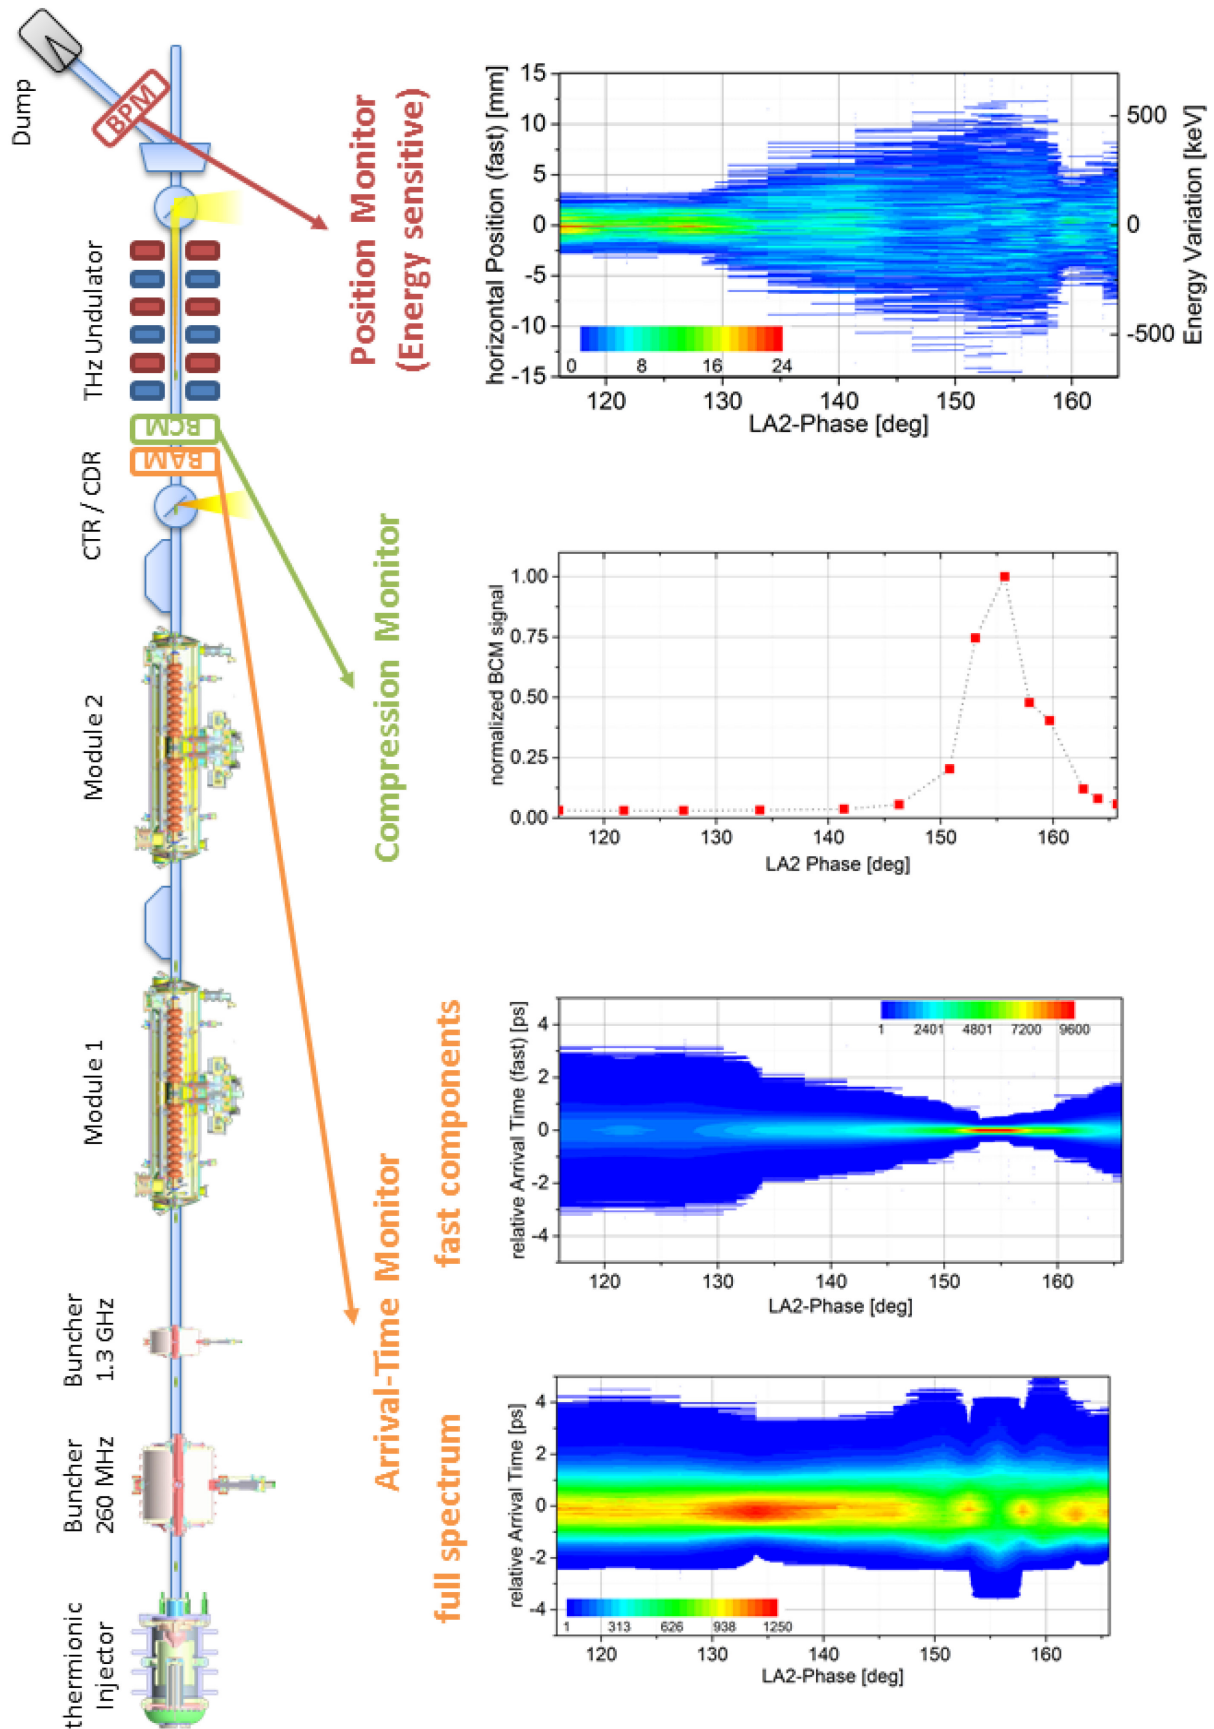 Dump
BPM
THz Undulator
BCM
BAM
CTR / CDR
Module 2
Module 1
Buncher
1.3 GHz
Buncher
260 MHz
thermionic
Injector
Position Monitor
(Energy sensitive)
Compression Monitor
Arrival-Time Monitor
fast components
full spectrum
horizontal Position (fast) [mm]
15
10
5
0
-5
-10
-15
500
0
-500
Energy Variation [keV]
0 8 16 24
120 130 140 150 160
LA2-Phase [deg]
normalized BCM signal
1.00
0.75
0.50
0.25
0.00
120 130 140 150 160
LA2 Phase [deg]
relative Arrival Time (fast) [ps]
4
2
0
-2
-4
1 2401 4801 7200 9600
120 130 140 150 160
LA2-Phase [deg]
relative Arrival Time [ps]
4
2
0
-2
-4
1 313 626 938 1250
120 130 140 150 160
LA2-Phase [deg]